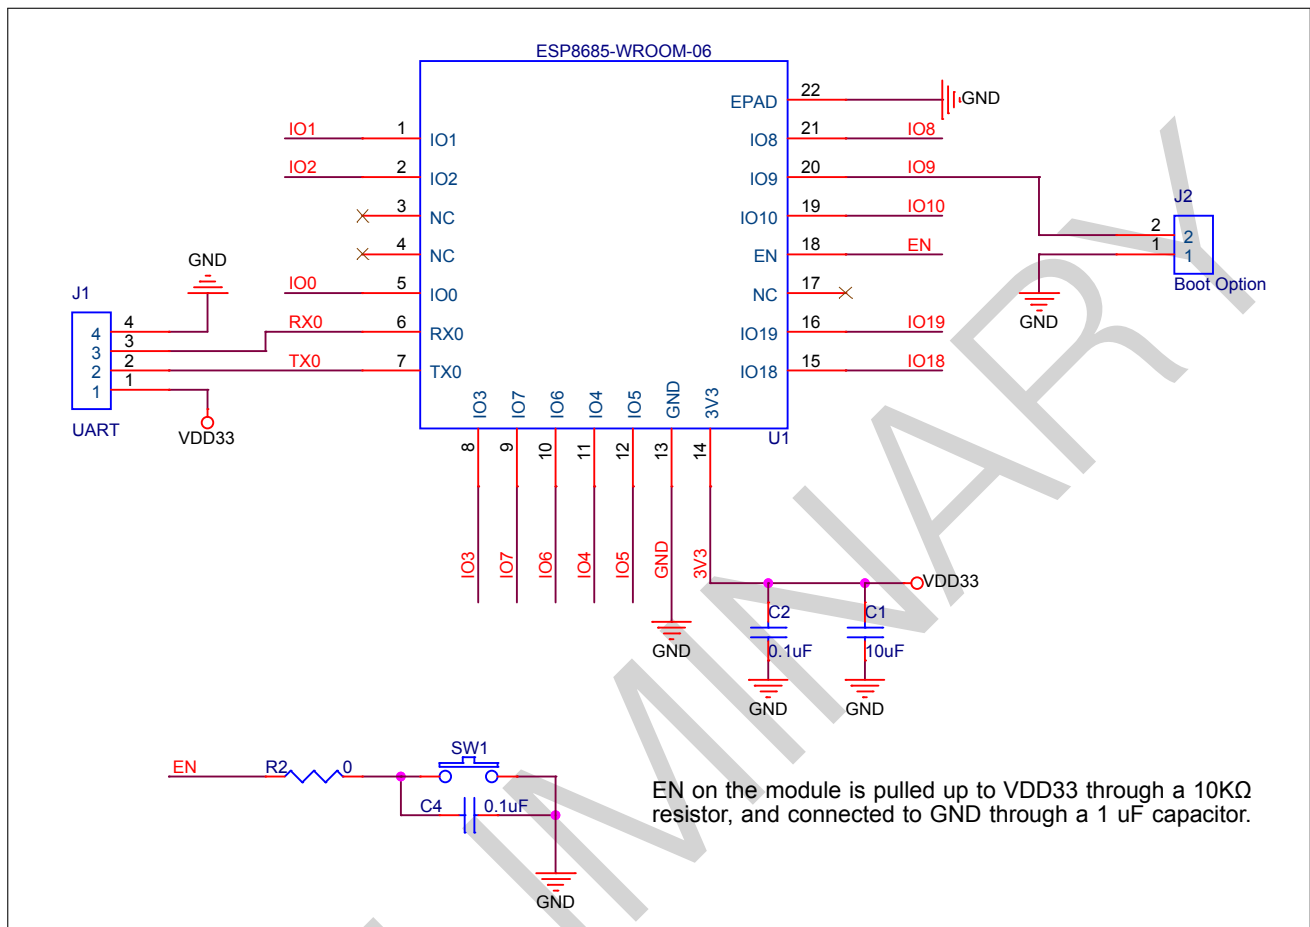 ESP8685-WROOM-06
EPAD 22 GND
IO1 1 IO1
IO8 21 IO8
IO2 2 IO2
IO9 20 IO9
3 NC
IO10 19 IO10
4 NC
EN 18 EN
NC 17
IO0 5 IO0
IO19 16 IO19
RX0 6 RX0
IO18 15 IO18
TX0 7 TX0
J2
2 2
1 1
Boot Option
GND
GND
J1
4 4
3 3
2 2
1 1
UART
VDD33
IO3 IO7 IO6 IO4 IO5 GND 3V3
U1
8 9 10 11 12 13 14
IO3 IO7 IO6 IO4 IO5 GND 3V3
VDD33
C2 C1
0.1uF 10uF
GND
GND GND
EN R2 0
SW1
C4 0.1uF
GND
EN on the module is pulled up to VDD33 through a 10KΩ
resistor, and connected to GND through a 1 uF capacitor.
MINARY